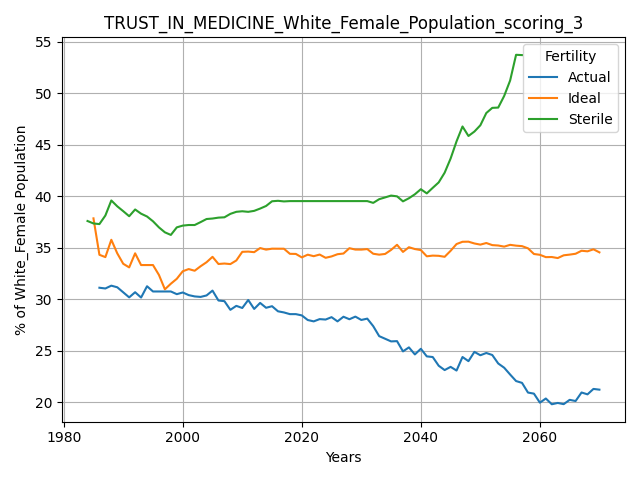 TRUST_IN_MEDICINE_White_Female_Population_scoring_3
% of White_Female Population
55
50
45
40
35
30
25
20
Fertility
Actual
Ideal
Sterile
1980
2000
2020
2040
2060
Years